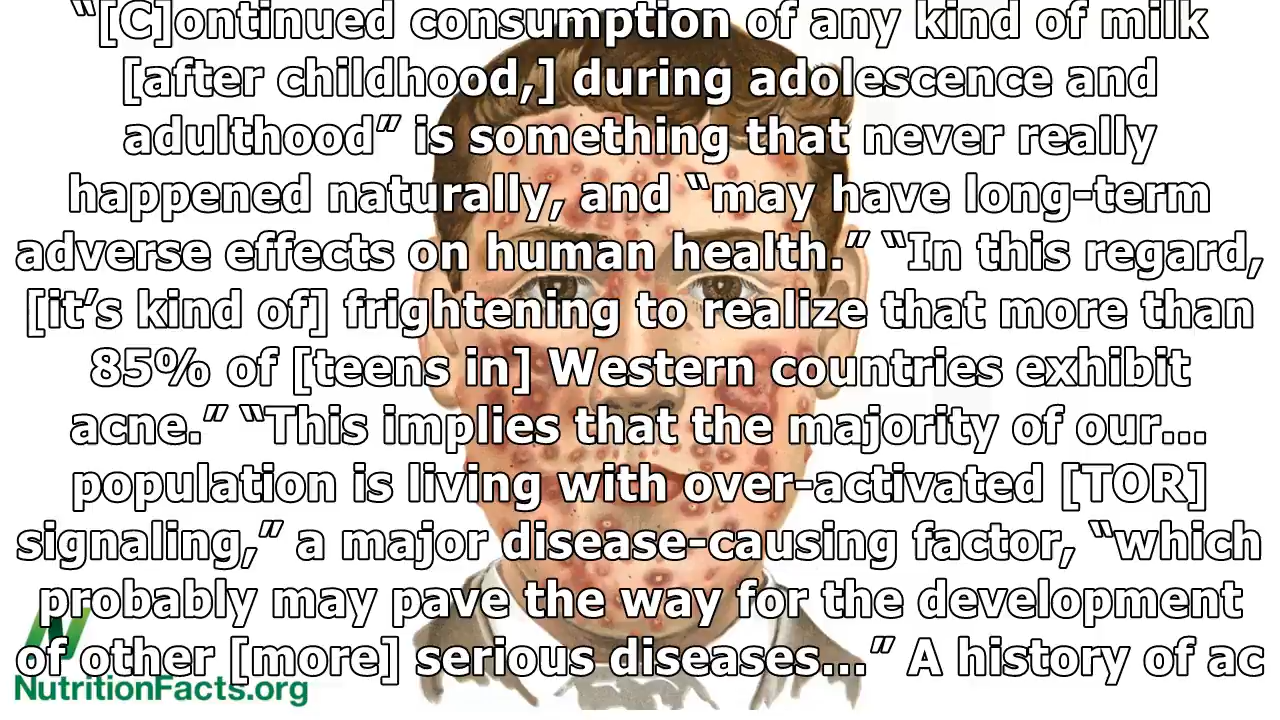 “[C]ontinued consumption of any kind of milk
[after childhood,] during adolescence and
adulthood” is something that never really
happened naturally, and “may have long-term
adverse effects on human health.” “In this regard,
[it’s kind of] frightening to realize that more than
85% of [teens in] Western countries exhibit
acne.” “This implies that the majority of our...
population is living with over-activated [TOR]
signaling,” a major disease-causing factor, “which
probably may pave the way for the development
of other [more] serious diseases...” A history of ac
NutritionFacts.org